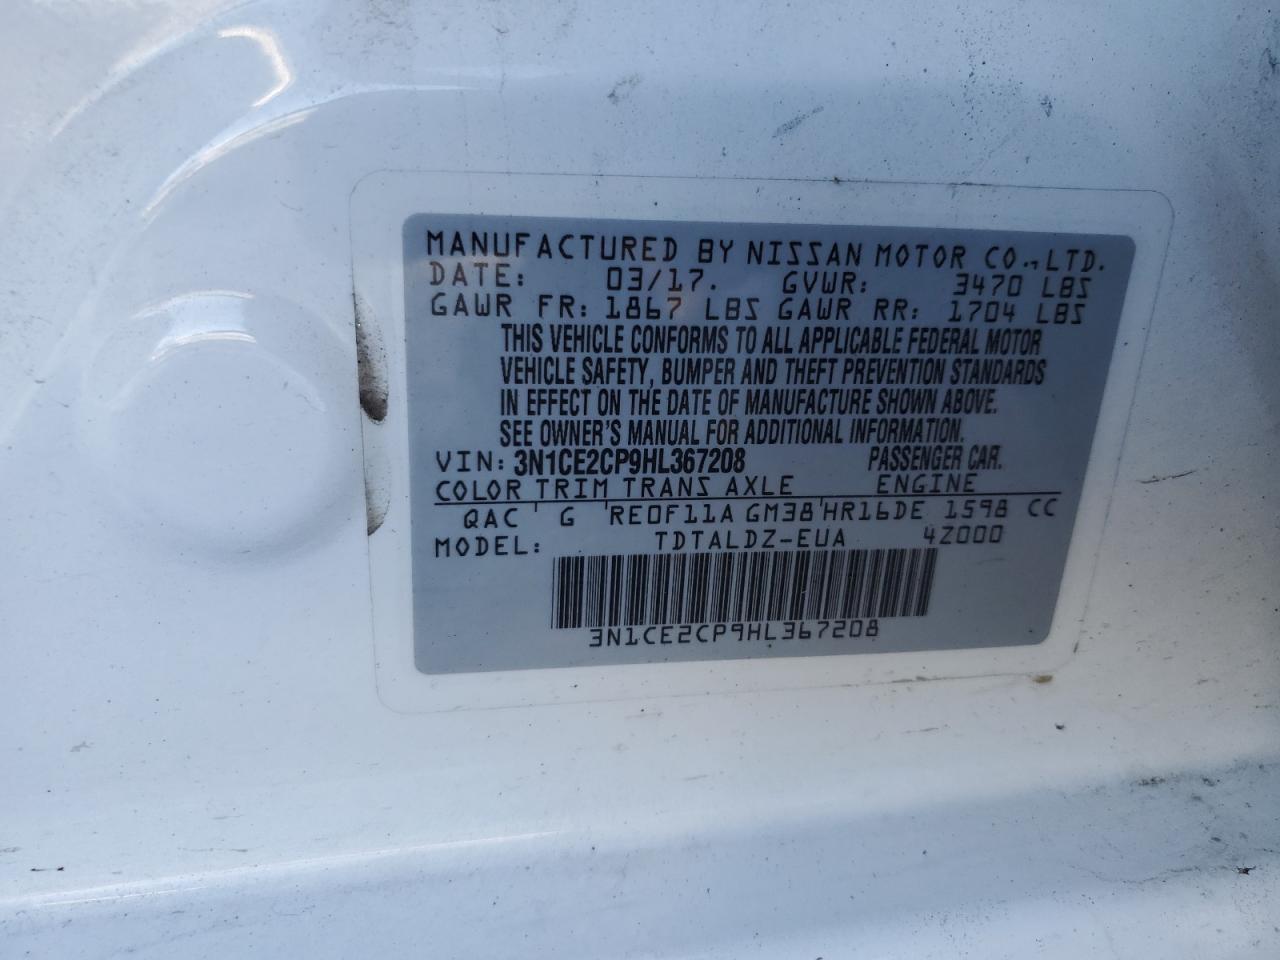 MANUFACTURED BY NISSAN MOTOR CO.,LTD.
DATE: 03/17. GVWR: 3470 LBS
GAWR FR: 1867 LBS GAWR RR: 1704 LBS
THIS VEHICLE CONFORMS TO ALL APPLICABLE FEDERAL MOTOR
VEHICLE SAFETY, BUMPER AND THEFT PREVENTION STANDARDS
IN EFFECT ON THE DATE OF MANUFACTURE SHOWN ABOVE.
SEE OWNER'S MANUAL FOR ADDITIONAL INFORMATION.
VIN: 3N1CE2CP9HL367208 PASSENGER CAR.
COLOR TRIM TRANS AXLE ENGINE
QAC ' G 'RE0F11A GM38'HR16DE 1598 CC
MODEL: TDTALDZ-EUA 4Z000
3N1CE2CP9HL367208